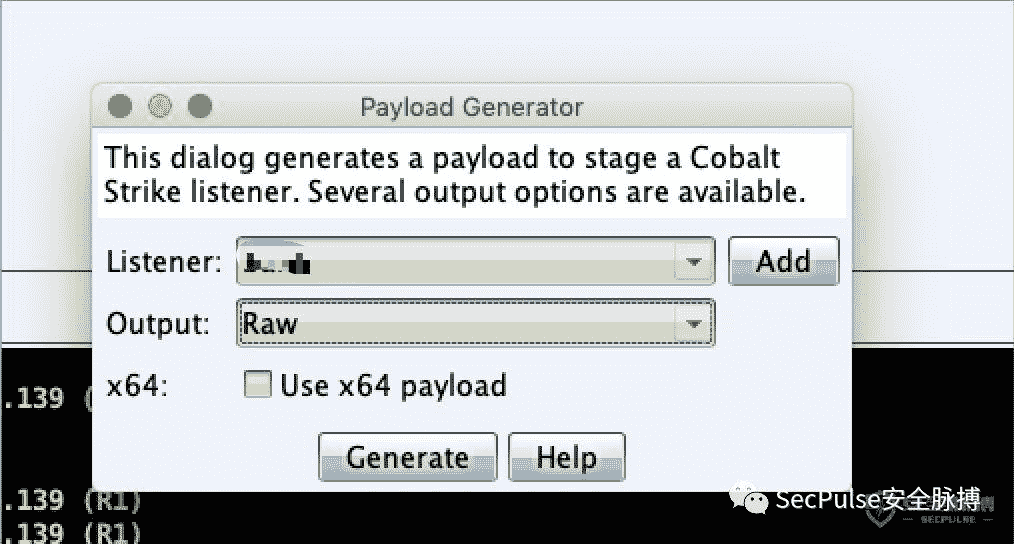 Payload Generator
This dialog generates a payload to stage a Cobalt
Strike listener. Several output options are available.
Listener:
Add
Output:
Raw
x64:
Use x64 payload
Generate
Help
.139 (
.139 (R1)
.139 (R1)
SecPulse安全脉搏
SECPULSE